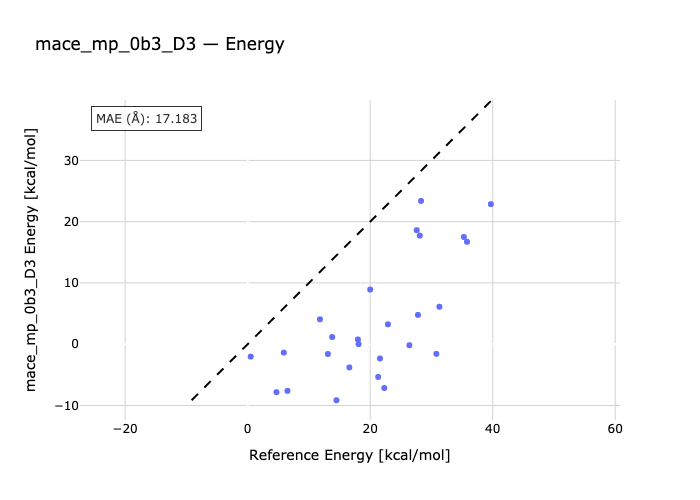 mace_mp_0b3_D3 — Energy
MAE (Å): 17.183
mace_mp_0b3_D3 Energy [kcal/mol]
30
20
10
0
−10
−20
0
20
40
60
Reference Energy [kcal/mol]